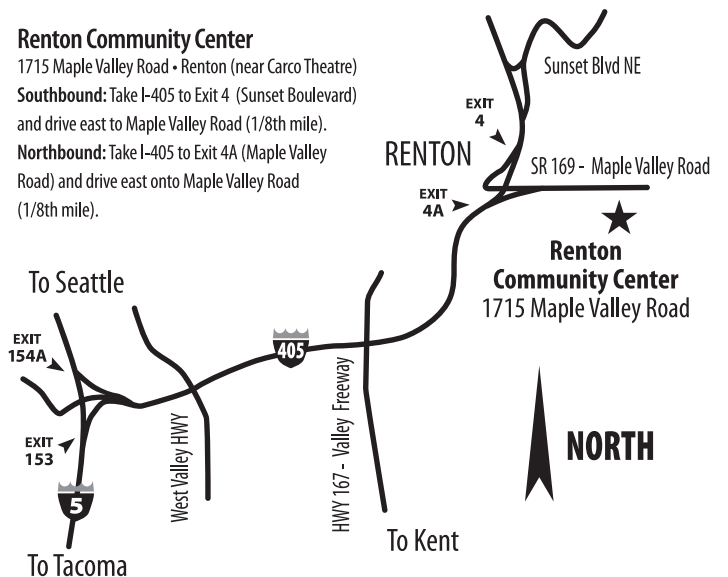 Renton Community Center
1715 Maple Valley Road • Renton (near Carco Theatre)
Southbound: Take I-405 to Exit 4 (Sunset Boulevard)
and drive east to Maple Valley Road (1/8th mile).
Northbound: Take I-405 to Exit 4A (Maple Valley
Road) and drive east onto Maple Valley Road
(1/8th mile).
Sunset Blvd NE
EXIT
4
RENTON
SR 169 - Maple Valley Road
EXIT
4A
Renton
Community Center
1715 Maple Valley Road
To Seattle
EXIT
154A
405
West Valley HWY
HWY 167 - Valley Freeway
EXIT
153
NORTH
5
To Kent
To Tacoma